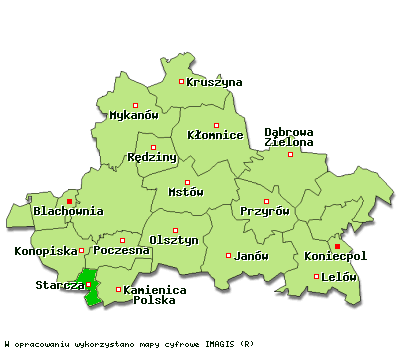 Kruszyna
Mykanów
Kłomnice
Dąbrowa
Zielona
Rędziny
Mstów
Blachownia
Przyrów
Olsztyn
Poczesna
Konopiska
Janów
Koniecpol
Lelów
Starcza
Kamienica
Polska
W opracowaniu wykorzystano mapy cyfrowe IMAGIS (R)